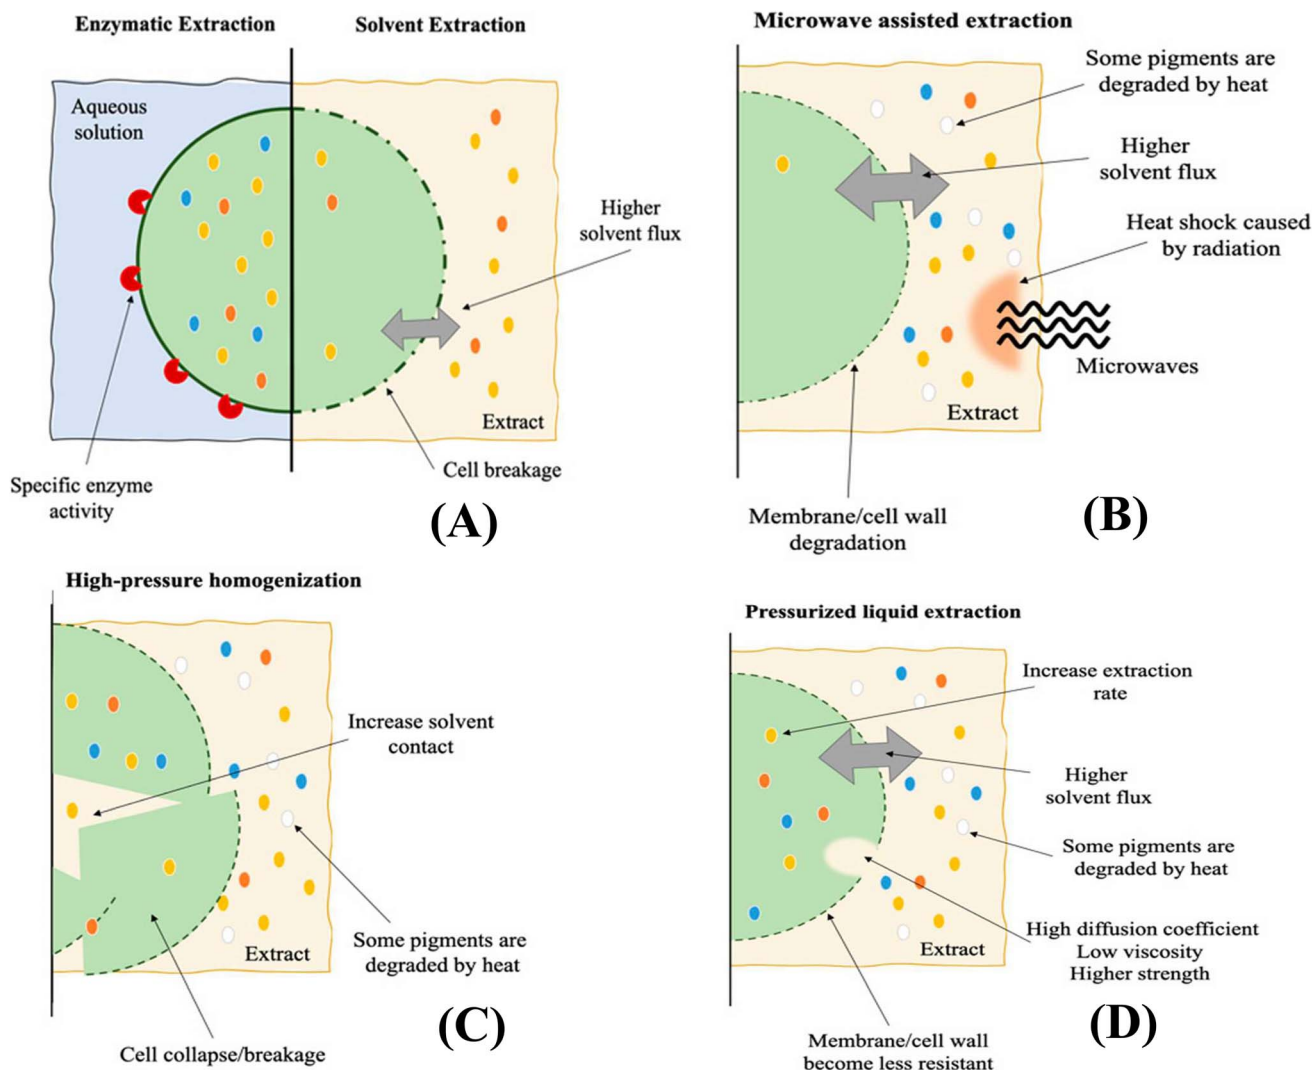 Enzymatic Extraction
Solvent Extraction
Aqueous
solution
Higher
solvent flux
Extract
Cell breakage
Specific enzyme
activity
(A)
Microwave assisted extraction
Some pigments are
degraded by heat
Higher
solvent flux
Heat shock caused
by radiation
Microwaves
Extract
Membrane/cell wall
degradation
(B)
High-pressure homogenization
Increase solvent
contact
Some pigments are
degraded by heat
Extract
Cell collapse/breakage
(C)
Pressurized liquid extraction
Increase extraction
rate
Higher
solvent flux
Some pigments are
degraded by heat
High diffusion coefficient
Low viscosity
Higher strength
Extract
Membrane/cell wall
become less resistant
(D)